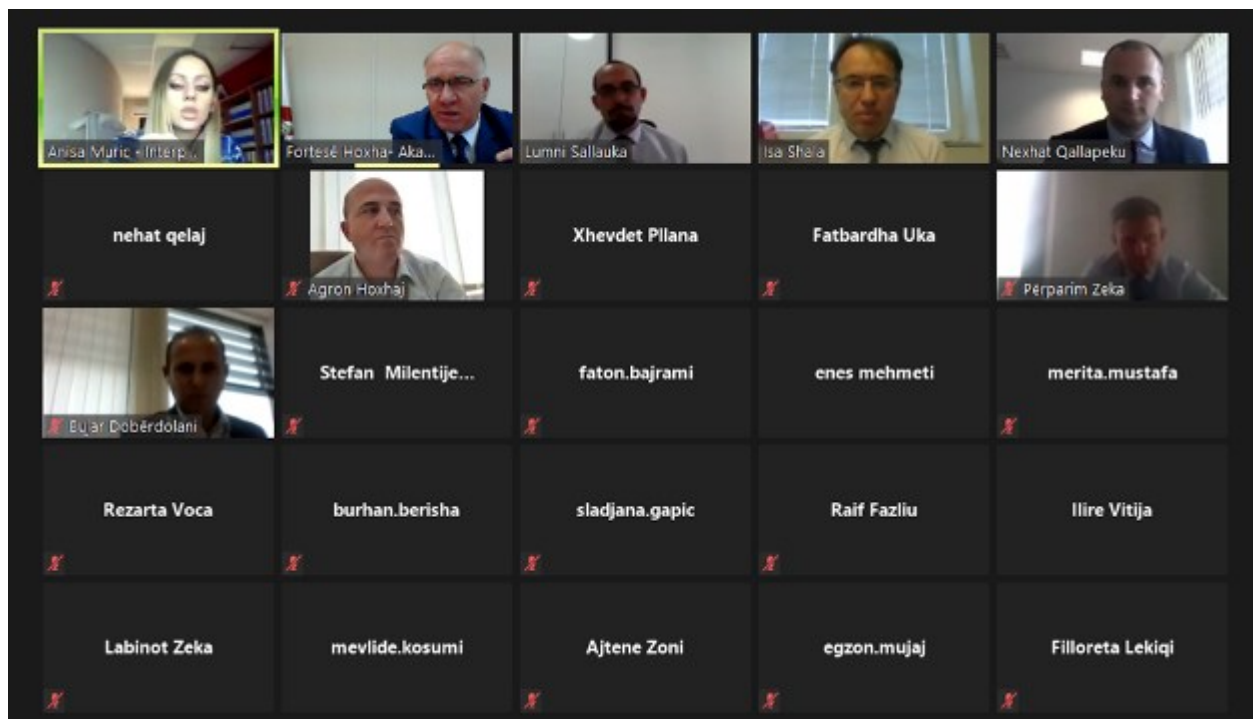 Anisa Muric - Interp...
Fortesë Hoxha- Aka...
Lumni Sallauka
Isa Shala
Nexhat Qallapeku
nehat qelaj
Agron Hoxhaj
Xhevdet Pllana
Fatbardha Uka
Përparim Zeka
Bujar Dobërdolani
Stefan Milentije...
faton.bajrami
enes mehmeti
merita.mustafa
Rezarta Voca
burhan.berisha
sladjana.gapic
Raif Fazliu
Ilire Vitija
Labinot Zeka
mevlide.kosumi
Ajtene Zoni
egzon.mujaj
Filloreta Lekiqi